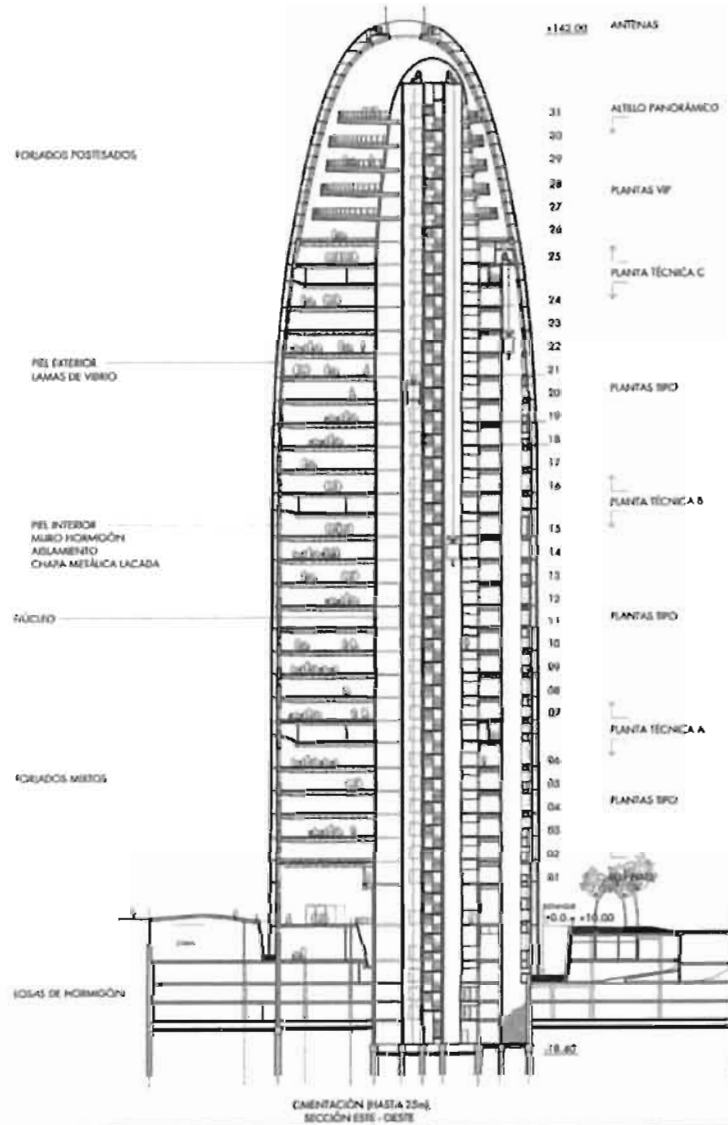 +142.00 ANTENAS
31 ALTILLO PANORÁMICO
30
FORJADOS POSTESADOS
29
28 PLANTAS VIP
27
26
25
PLANTA TÉCNICA C
24
23
22
PIEL EXTERIOR
LAMAS DE VIDRIO
21
20 PLANTAS TIPO
19
18
17
16
PLANTA TÉCNICA B
PIEL INTERIOR
MURO HORMIGÓN
AISLAMIENTO
CHAPA METÁLICA LACADA
15
14
13
12
NÚCLEO
11 PLANTAS TIPO
10
09
08
07
PLANTA TÉCNICA A
06
FORJADOS MIXTOS
05
04 PLANTAS TIPO
03
02
01
LOSAS DE HORMIGÓN
CIMENTACIÓN (HASTA 25m),
SECCIÓN ESTE - OESTE